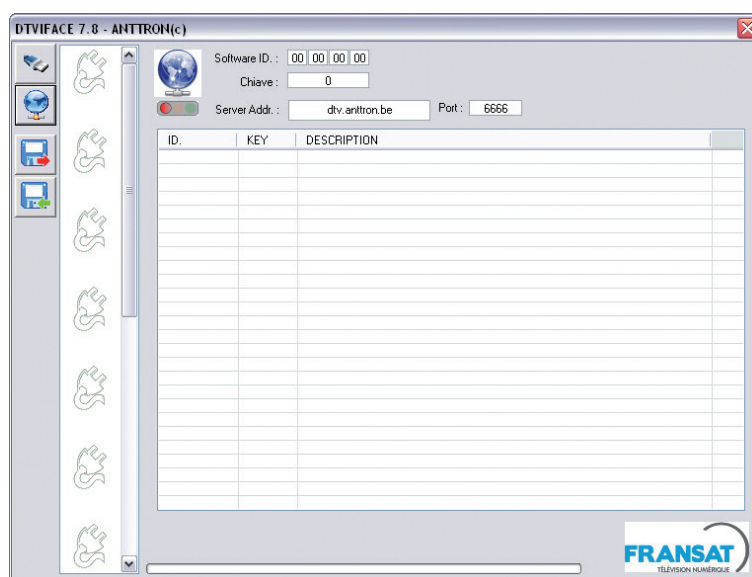 DTVIFACE 7.8 - ANTTRON(c)
Software ID. : 00 00 00 00
Chiave : 0
Server Addr. : dtv.anttron.be Port : 6666
ID. KEY DESCRIPTION
FRANSAT
TÉLÉVISION NUMÉRIQUE